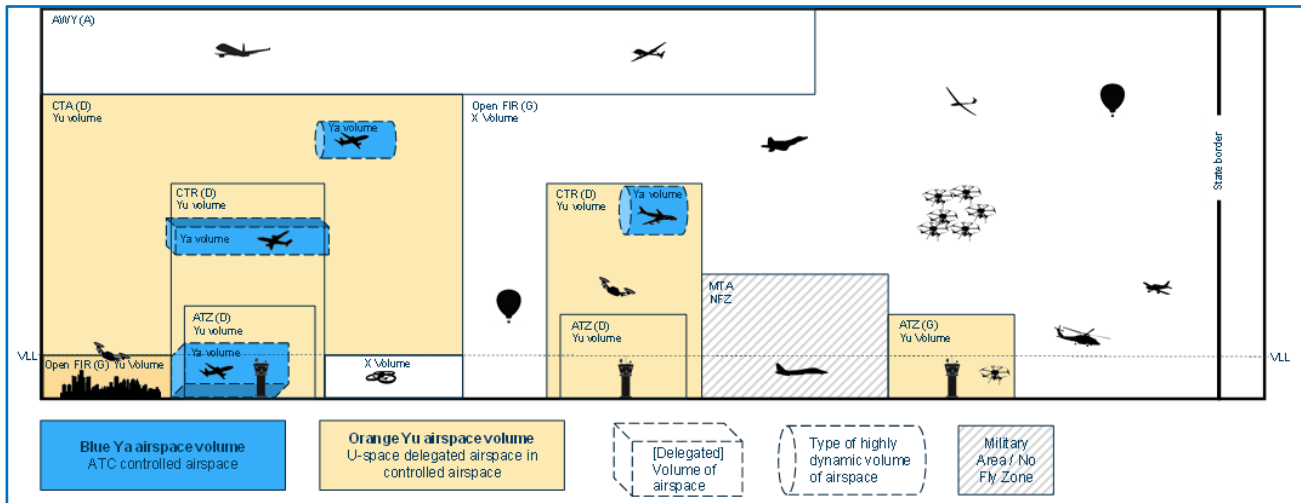 AWY (A)
CTA (D)
Yu volume
Ya volume
Open FIR (G)
X Volume
CTR (D)
Yu volume
Ya volume
CTR (D)
Yu volume
Ya volume
State border
MTA
NFZ
ATZ (D)
Yu volume
Ya volume
ATZ (D)
Yu volume
ATZ (G)
Yu Volume
VLL
Open FIR (G) Yu Volume
X Volume
VLL
Blue Ya airspace volume
ATC controlled airspace
Orange Yu airspace volume
U-space delegated airspace in
controlled airspace
[Delegated]
Volume of
airspace
Type of highly
dynamic volume
of airspace
Military
Area / No
Fly Zone